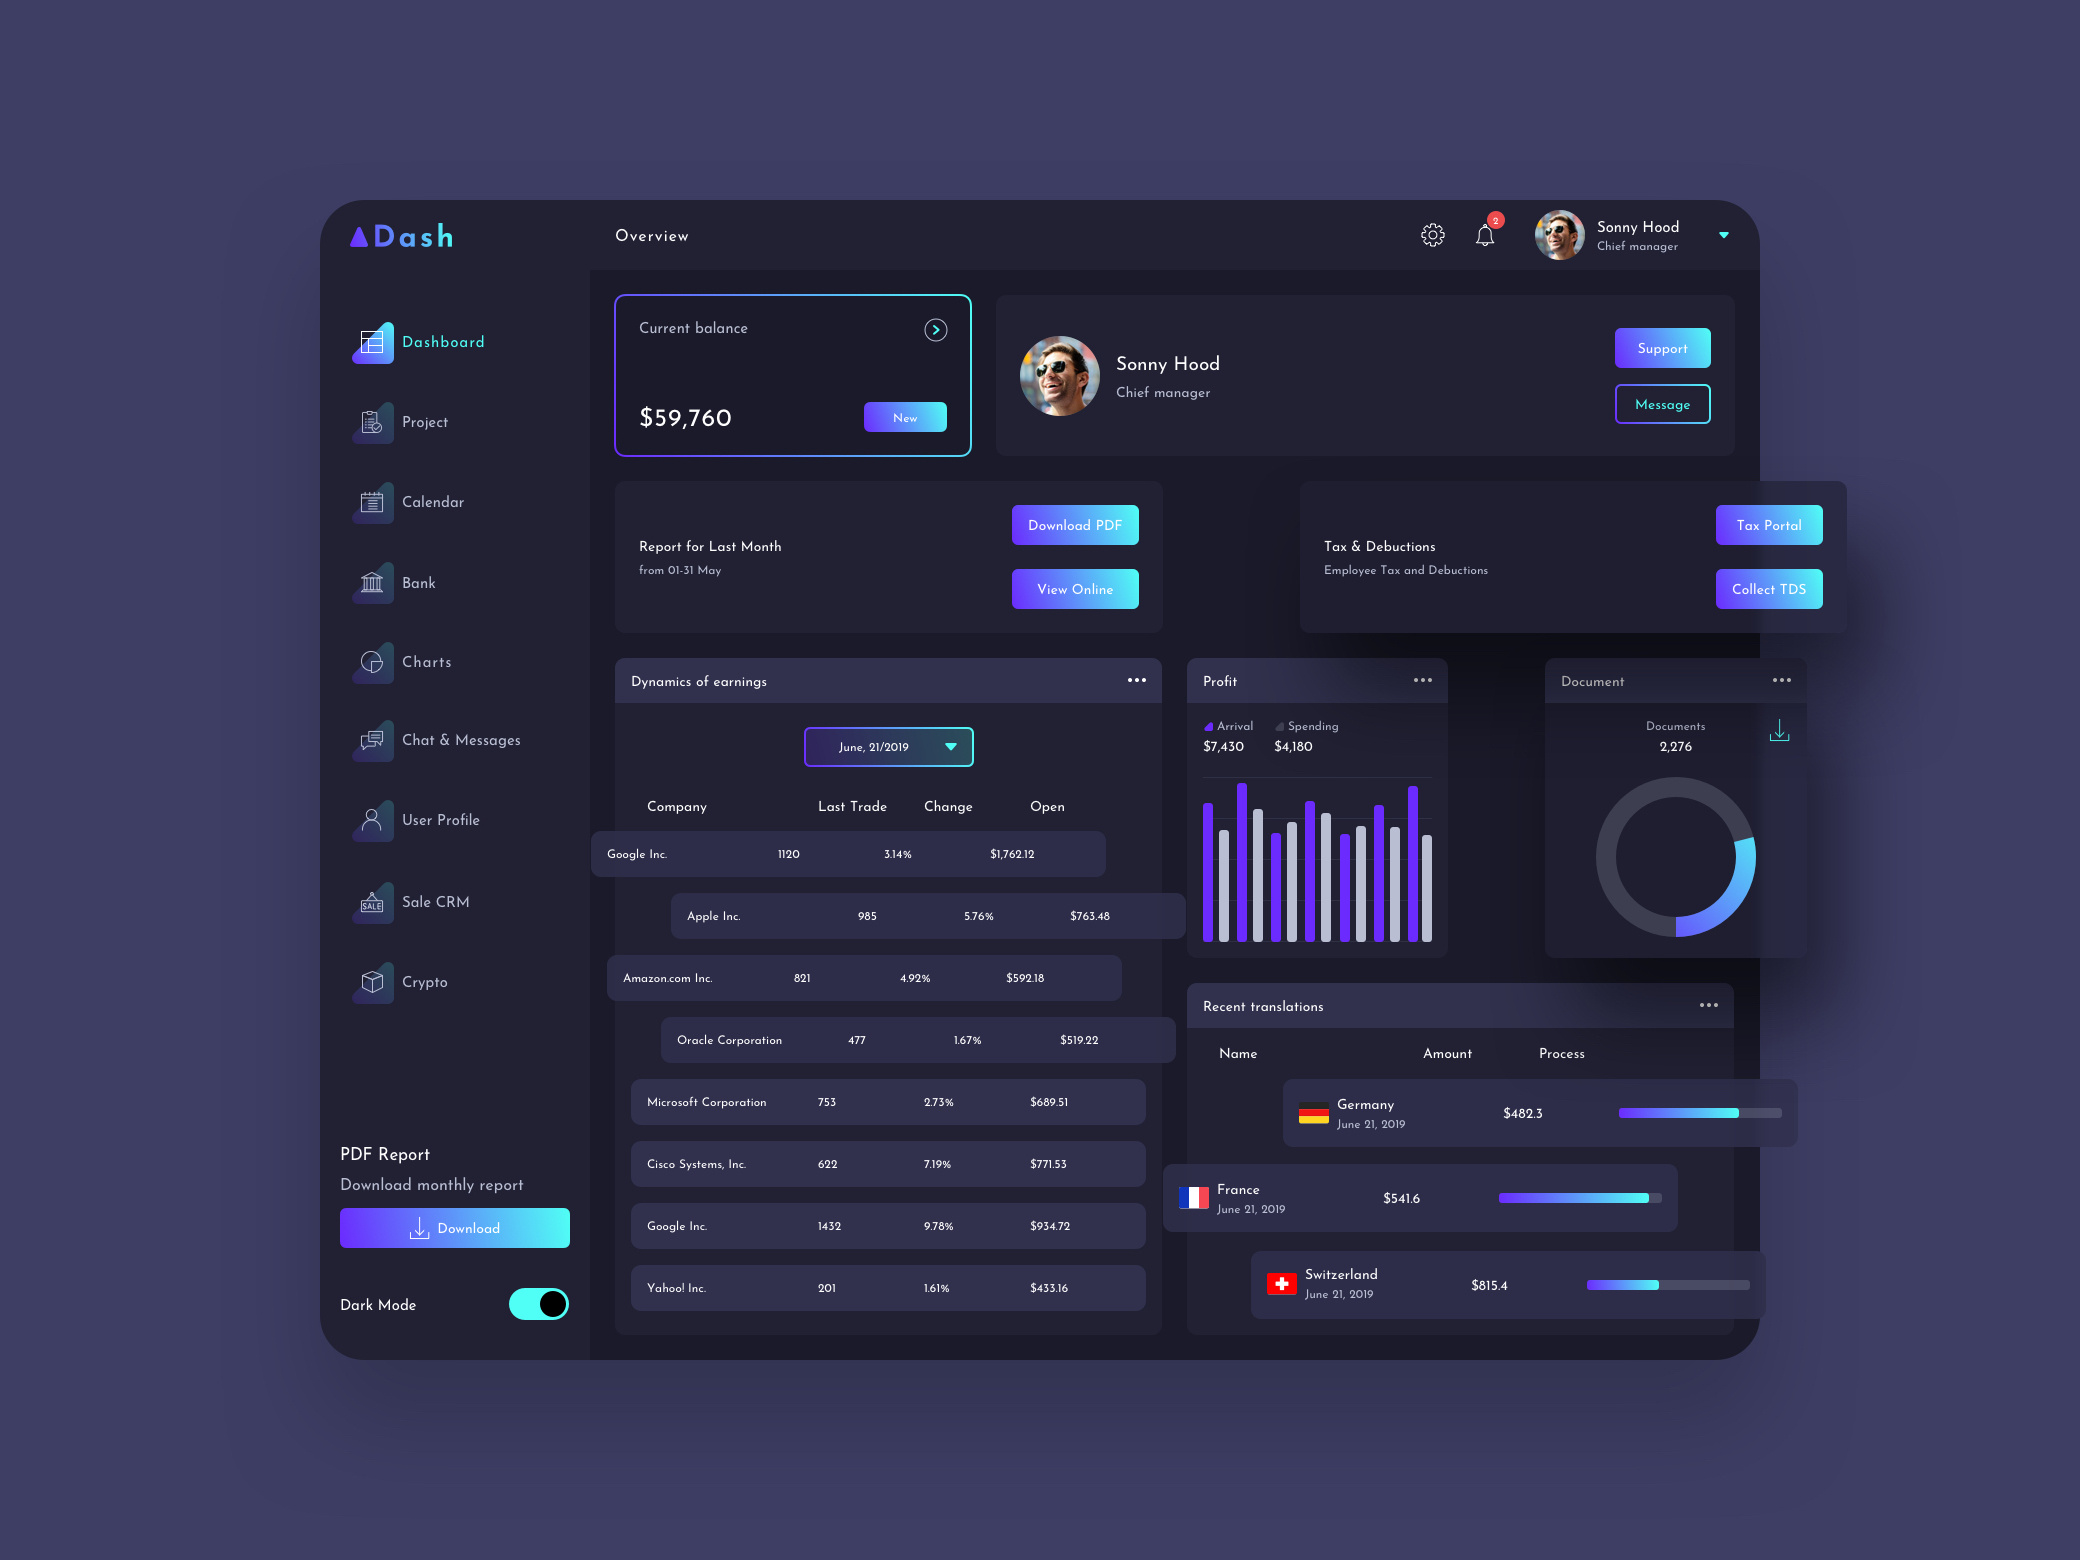 Dash
Overview
2
Sonny Hood
Chief manager
Dashboard
Project
Calendar
Bank
Charts
Chat & Messages
User Profile
SALE
Sale CRM
Crypto
PDF Report
Download monthly report
Download
Dark Mode
Current balance
$59,760
New
Sonny Hood
Chief manager
Support
Message
Report for Last Month
from 01-31 May
Download PDF
View Online
Tax & Debuctions
Employee Tax and Debuctions
Tax Portal
Collect TDS
Dynamics of earnings
June, 21/2019
Company Last Trade Change Open
Google Inc. 1120 3.14% $1,762.12
Apple Inc. 985 5.76% $763.48
Amazon.com Inc. 821 4.92% $592.18
Oracle Corporation 477 1.67% $519.22
Microsoft Corporation 753 2.73% $689.51
Cisco Systems, Inc. 622 7.19% $771.53
Google Inc. 1432 9.78% $934.72
Yahoo! Inc. 201 1.61% $433.16
Profit
Arrival Spending
$7,430 $4,180
Document
Documents
2,276
Recent translations
Name Amount Process
Germany
June 21, 2019
$482.3
France
June 21, 2019
$541.6
Switzerland
June 21, 2019
$815.4